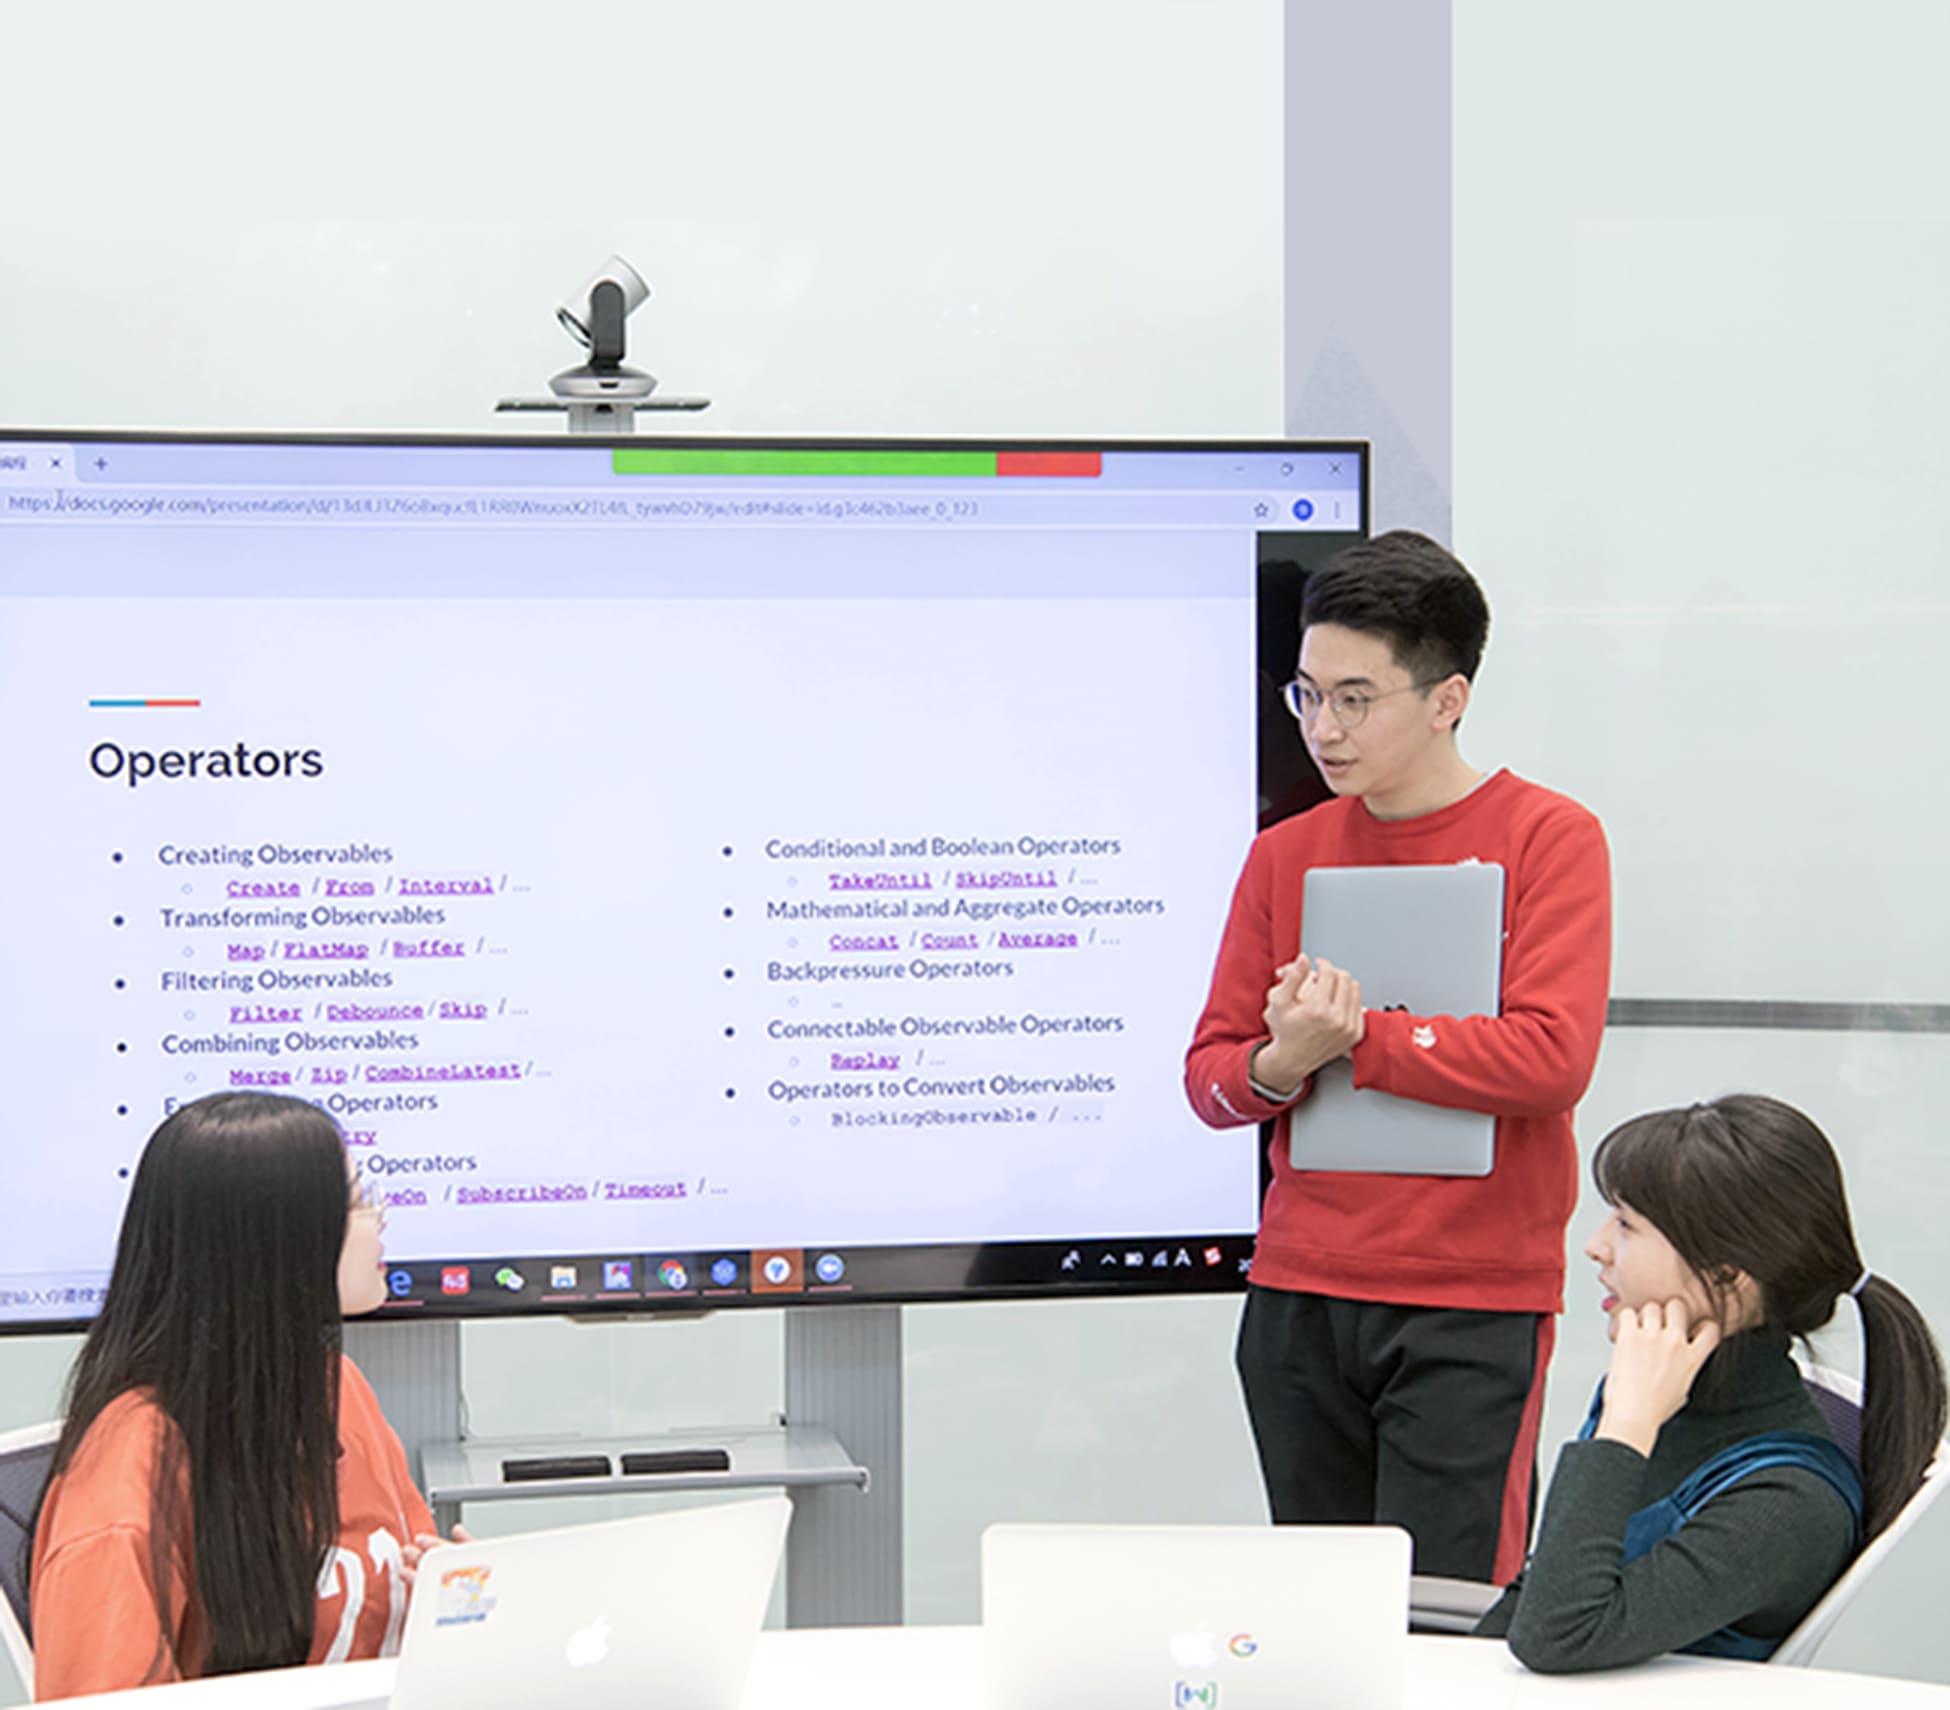 Operators
• Creating Observables
○ Create / From / Interval / ...
• Transforming Observables
○ Map / FlatMap / Buffer / ...
• Filtering Observables
○ Filter / Debounce / Skip / ...
• Combining Observables
○ Merge / Zip / CombineLatest / ...
• Operators
• Operators
/ SubscribeOn / Timeout / ...
• Conditional and Boolean Operators
○ TakeUntil / SkipUntil / ...
• Mathematical and Aggregate Operators
○ Concat / Count / Average / ...
• Backpressure Operators
○ ...
• Connectable Observable Operators
○ Replay / ...
• Operators to Convert Observables
○ BlockingObservable / ...
G